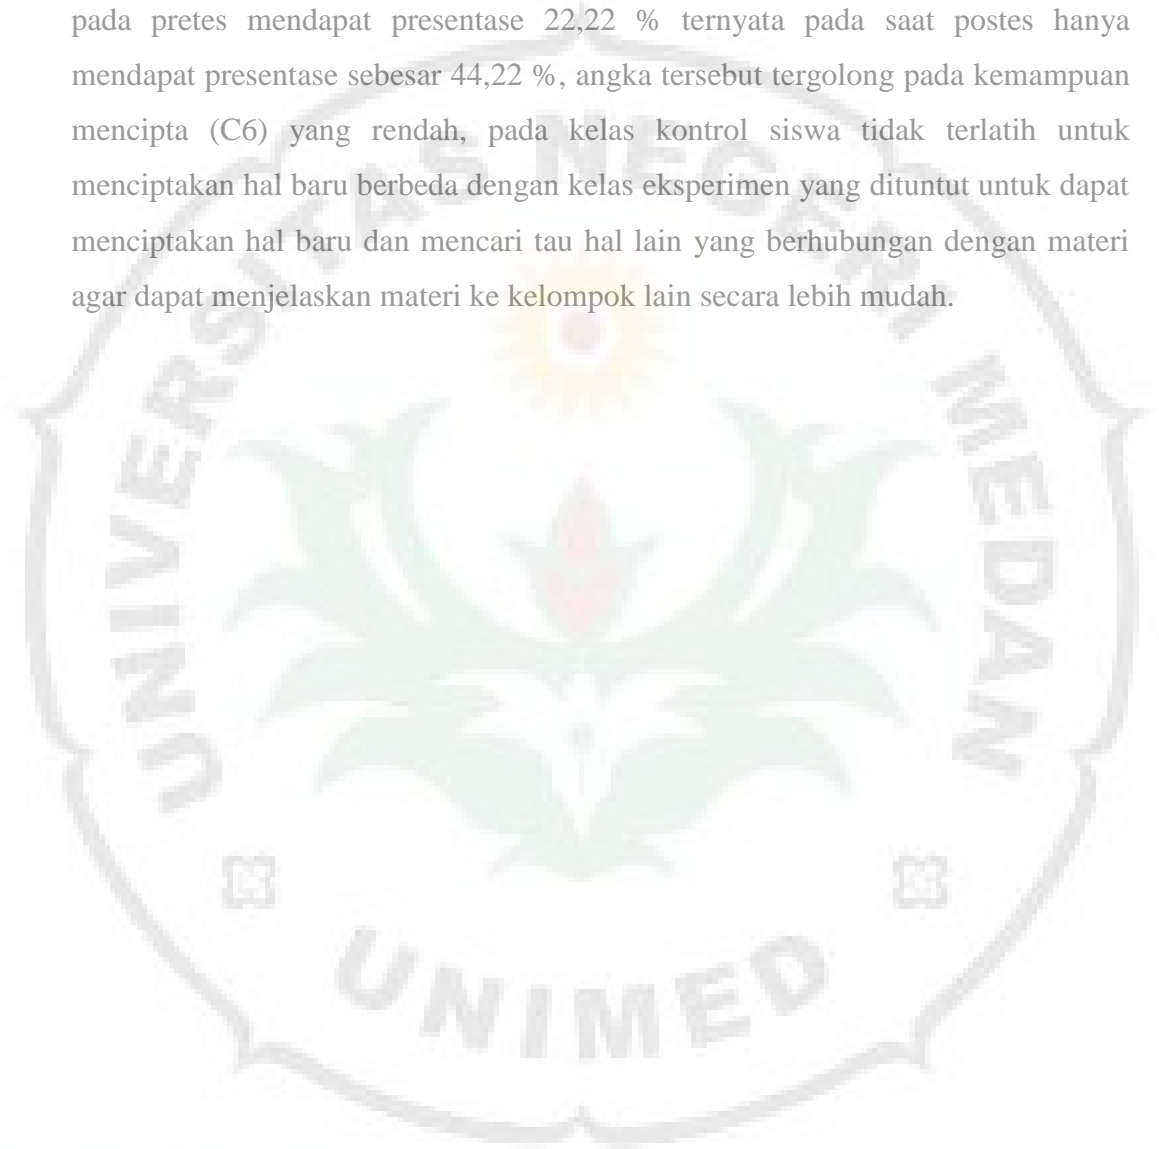 pada pretes mendapat presentase 22,22 % ternyata pada saat postes hanya
mendapat presentase sebesar 44,22 %, angka tersebut tergolong pada kemampuan
mencipta (C6) yang rendah, pada kelas kontrol siswa tidak terlatih untuk
menciptakan hal baru berbeda dengan kelas eksperimen yang dituntut untuk dapat
menciptakan hal baru dan mencari tau hal lain yang berhubungan dengan materi
agar dapat menjelaskan materi ke kelompok lain secara lebih mudah.
UNIVERSITAS NEGERI MEDAN
UNIMED